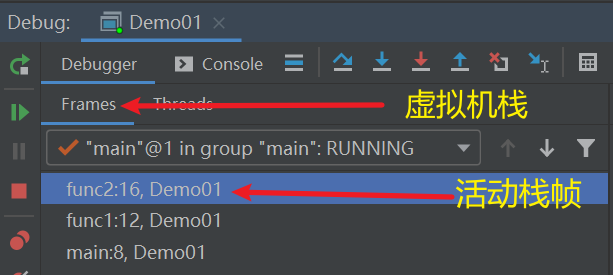 Debug: Demo01
Debugger Console
Frames Threads 虚拟机栈
"main"@1 in group "main": RUNNING
func2:16, Demo01 活动栈帧
func1:12, Demo01
main:8, Demo01